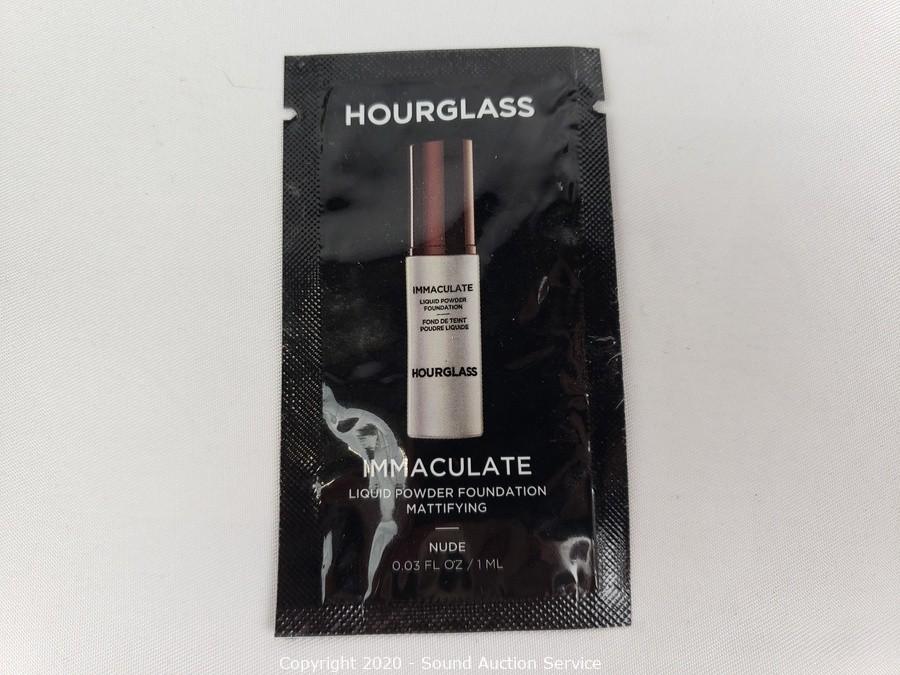 HOURGLASS
IMMACULATE
LIQUID POWDER
FOUNDATION
FOND DE TEINT
POUDRE LIQUIDE
HOURGLASS
IMMACULATE
LIQUID POWDER FOUNDATION
MATTIFYING
NUDE
0.03 FL OZ / 1 ML
Copyright 2020 - Sound Auction Service